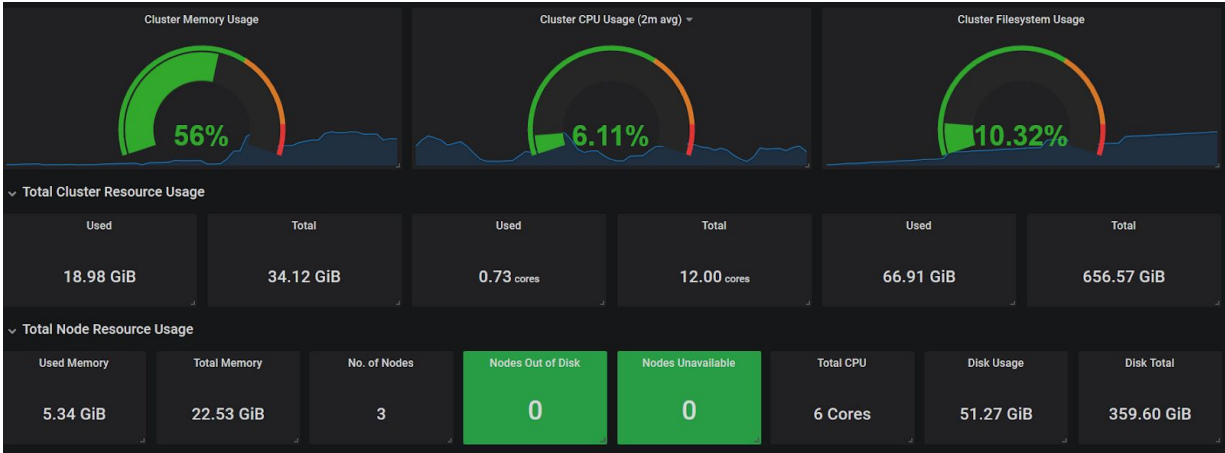 Cluster Memory Usage
Cluster CPU Usage (2m avg)
Cluster Filesystem Usage
56%
6.11%
10.32%
Total Cluster Resource Usage
Used
Total
Used
Total
Used
Total
18.98 GiB
34.12 GiB
0.73 cores
12.00 cores
66.91 GiB
656.57 GiB
Total Node Resource Usage
Used Memory
Total Memory
No. of Nodes
Nodes Out of Disk
Nodes Unavailable
Total CPU
Disk Usage
Disk Total
5.34 GiB
22.53 GiB
3
0
0
6 Cores
51.27 GiB
359.60 GiB